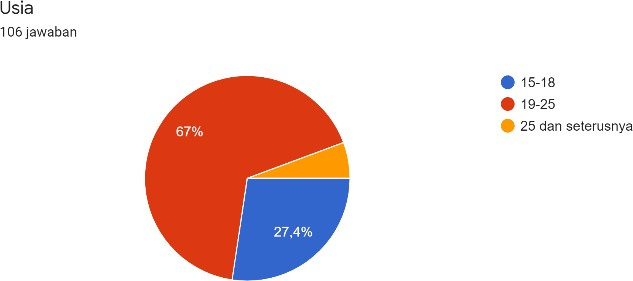 Usia
106 jawaban
15-18
19-25
25 dan seterusnya
67%
27,4%